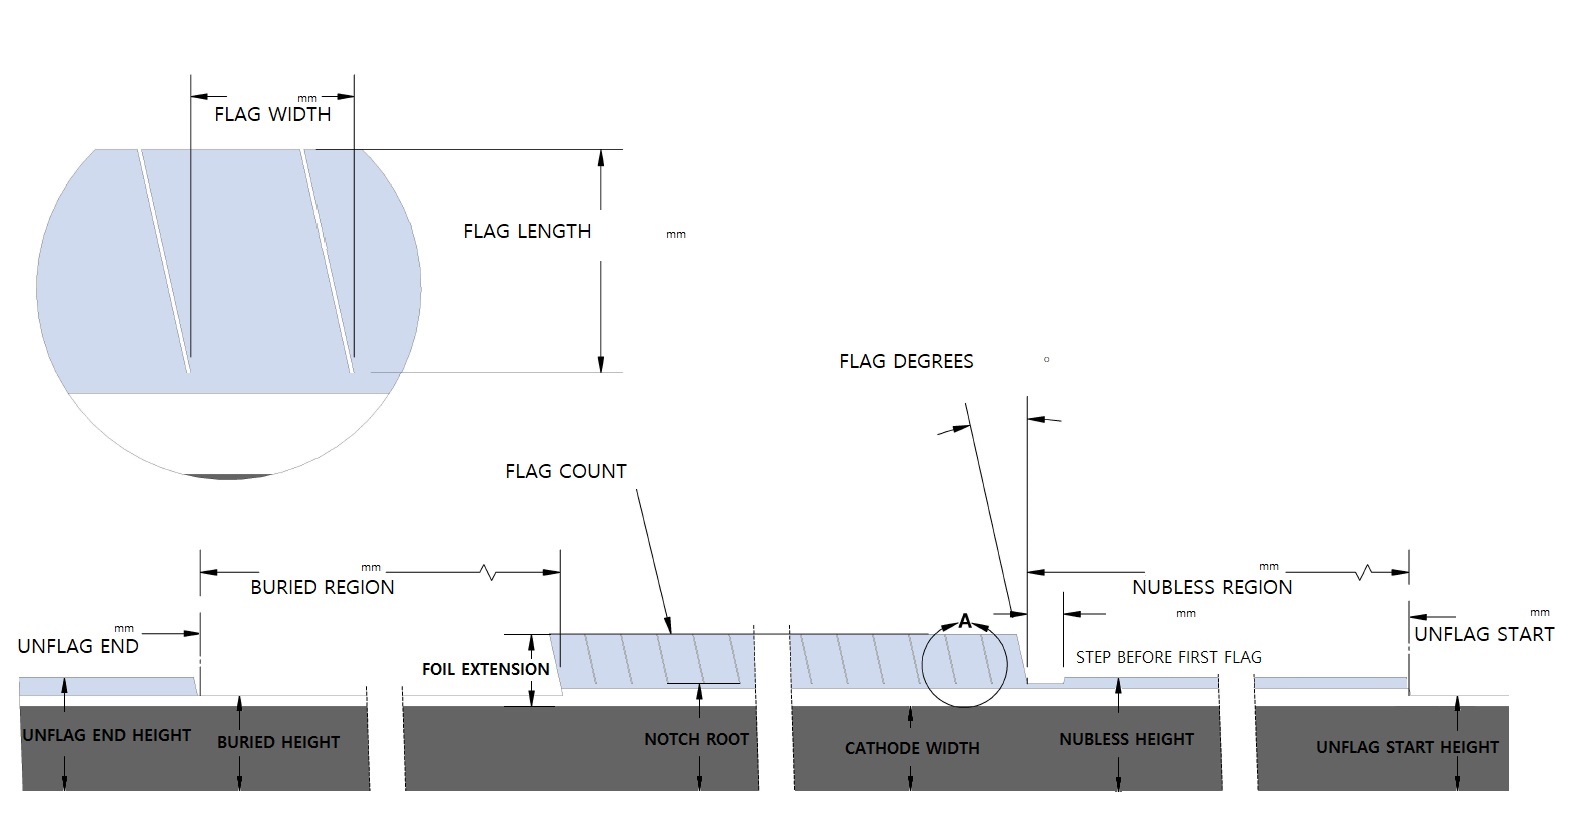 mm
FLAG WIDTH
FLAG LENGTH
mm
FLAG DEGREES
°
FLAG COUNT
mm
BURIED REGION
mm
NUBLESS REGION
mm
UNFLAG END
A
mm
mm
UNFLAG START
STEP BEFORE FIRST FLAG
FOIL EXTENSION
UNFLAG END HEIGHT
BURIED HEIGHT
NOTCH ROOT
CATHODE WIDTH
NUBLESS HEIGHT
UNFLAG START HEIGHT